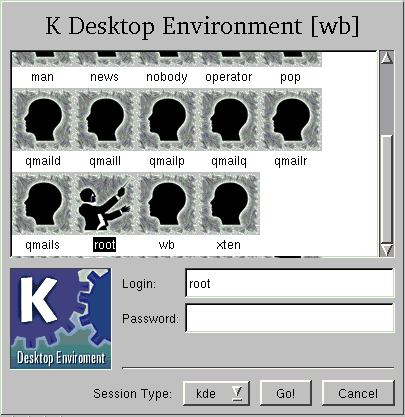 K Desktop Environment [wb]
man news nobody operator pop
qmaild qmaill qmailp qmailq qmailr
qmails root wb xten
K
Desktop Enviroment
Login: root
Password:
Session Type: kde Go! Cancel